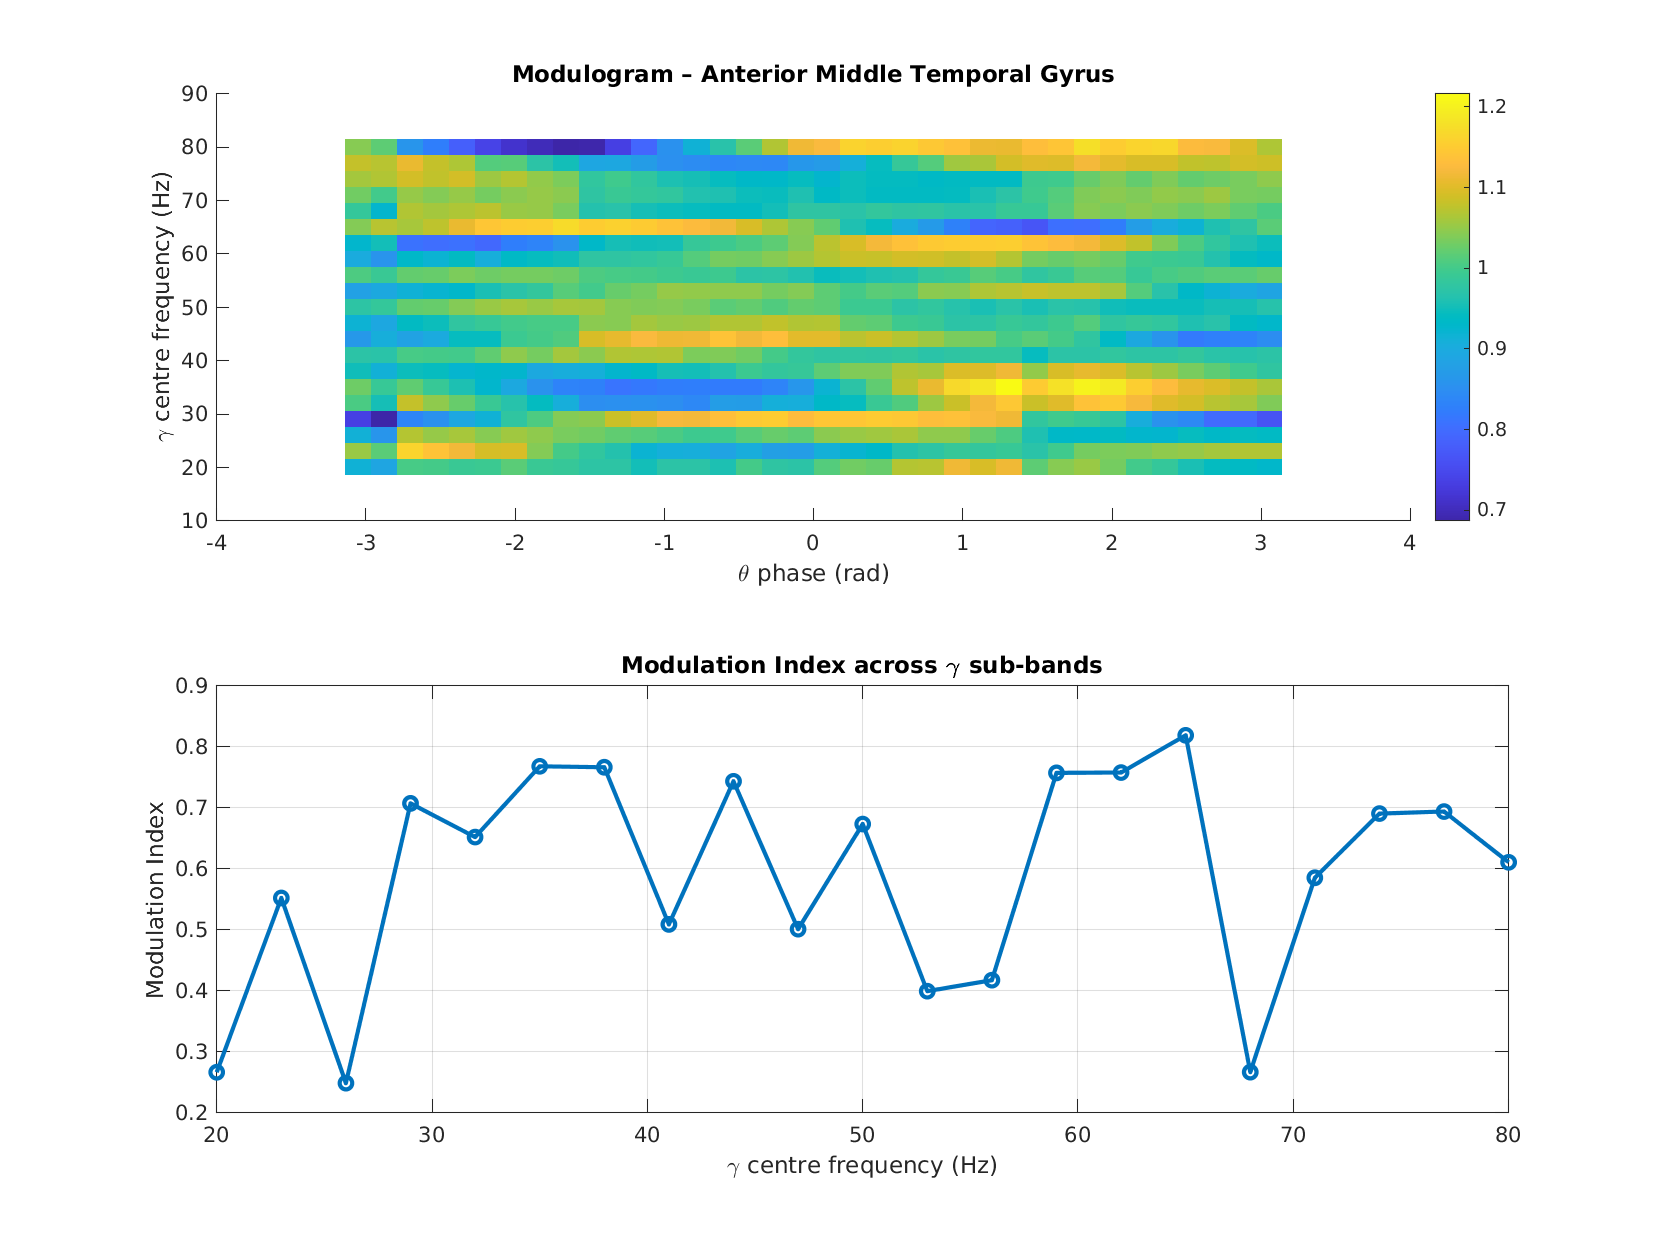 Modulogram – Anterior Middle Temporal Gyrus
90
80
70
60
50
40
30
20
10
γ centre frequency (Hz)
-4 -3 -2 -1 0 1 2 3 4
θ phase (rad)
1.2
1.1
1
0.9
0.8
0.7
Modulation Index across γ sub-bands
0.9
0.8
0.7
0.6
0.5
0.4
0.3
0.2
Modulation Index
20 30 40 50 60 70 80
γ centre frequency (Hz)